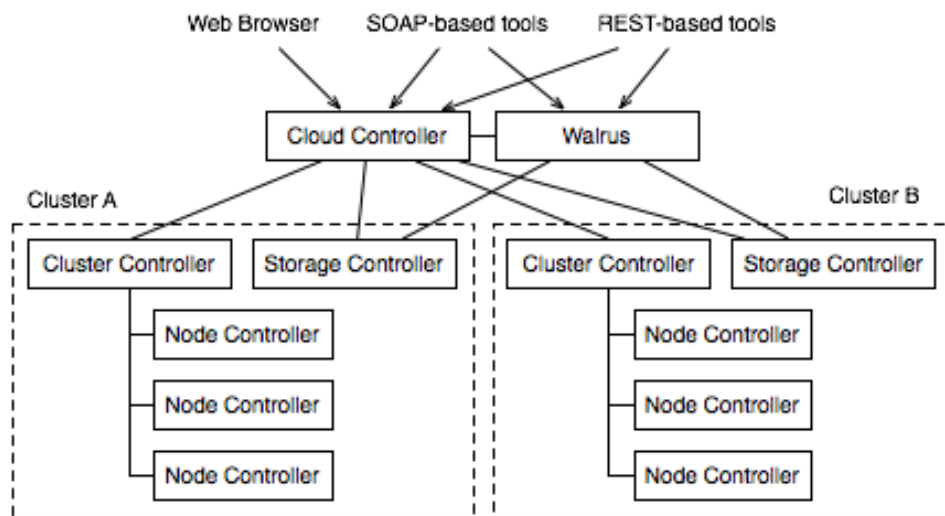 Web Browser
SOAP-based tools
REST-based tools
Cloud Controller
Walrus
Cluster A
Cluster B
Cluster Controller
Storage Controller
Cluster Controller
Storage Controller
Node Controller
Node Controller
Node Controller
Node Controller
Node Controller
Node Controller